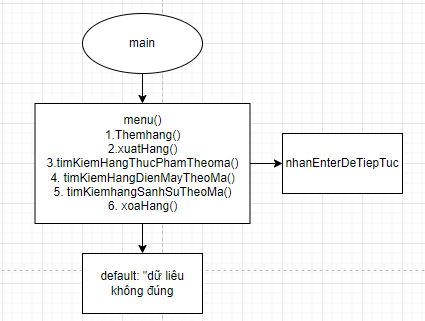 main
menu()
1.Themhang()
2.xuatHang()
3.timKiemHangThucPhamTheoma()
4. timKiemHangDienMayTheoMa()
5. timKiemhangSanhSuTheoMa()
6. xoaHang()
nhanEnterDeTiepTuc
default: "dữ liêu
không đúng